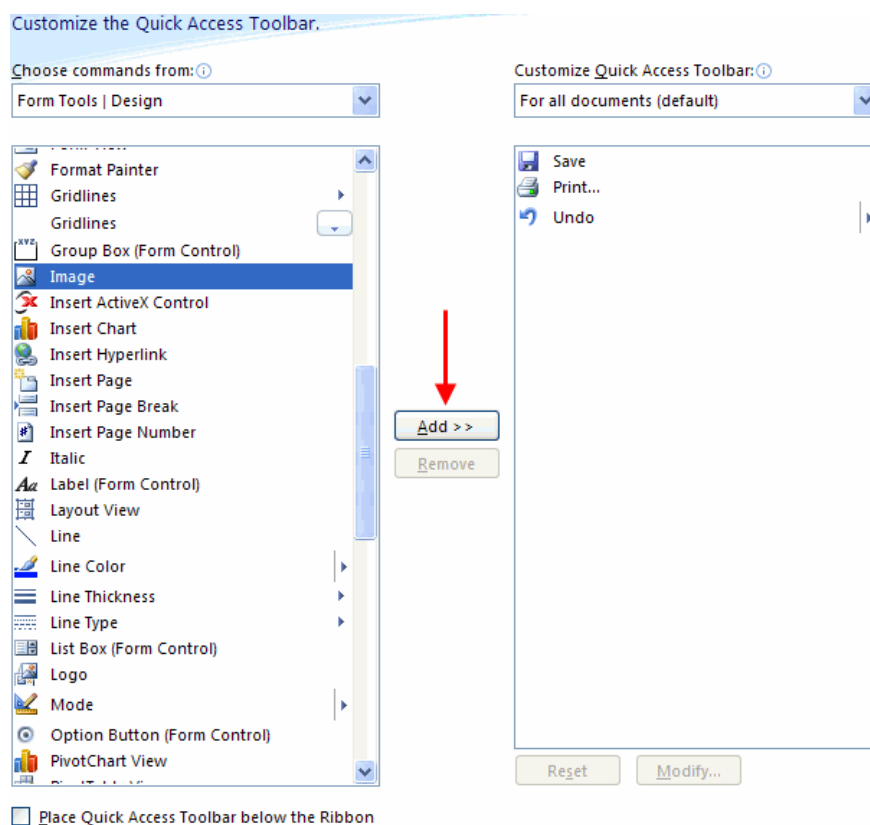 Customize the Quick Access Toolbar.
Choose commands from:
Form Tools | Design
Format Painter
Gridlines
Gridlines
Group Box (Form Control)
Image
Insert ActiveX Control
Insert Chart
Insert Hyperlink
Insert Page
Insert Page Break
Insert Page Number
Italic
Label (Form Control)
Layout View
Line
Line Color
Line Thickness
Line Type
List Box (Form Control)
Logo
Mode
Option Button (Form Control)
PivotChart View
Place Quick Access Toolbar below the Ribbon
Add >>
Remove
Customize Quick Access Toolbar:
For all documents (default)
Save
Print...
Undo
Reset
Modify...